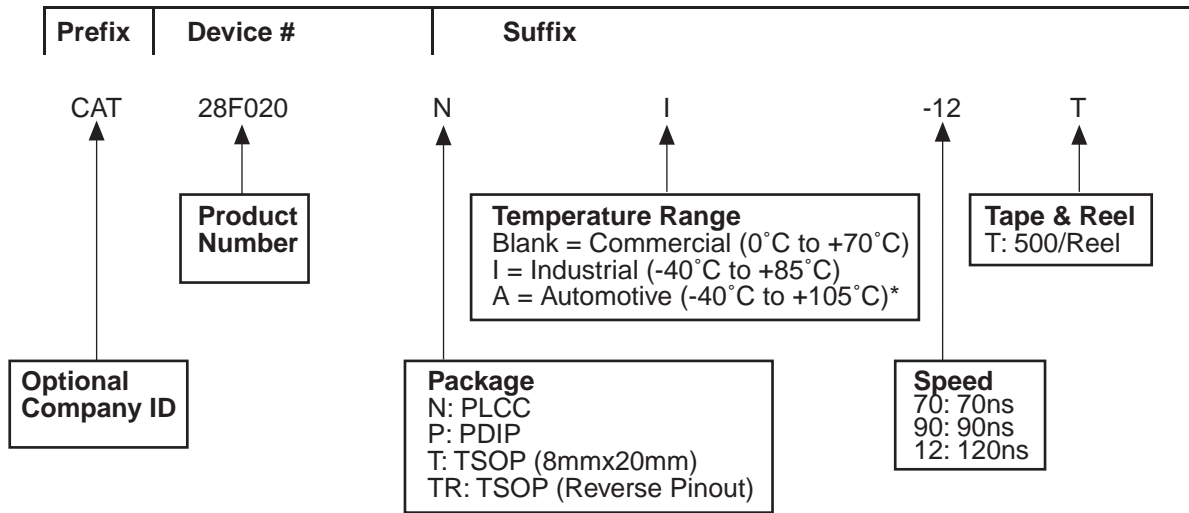 Prefix Device # Suffix
CAT 28F020 N I -12 T
Product
Number
Temperature Range
Blank = Commercial (0˚C to +70˚C)
I = Industrial (-40˚C to +85˚C)
A = Automotive (-40˚C to +105˚C)*
Tape & Reel
T: 500/Reel
Optional
Company ID
Package
N: PLCC
P: PDIP
T: TSOP (8mmx20mm)
TR: TSOP (Reverse Pinout)
Speed
70: 70ns
90: 90ns
12: 120ns